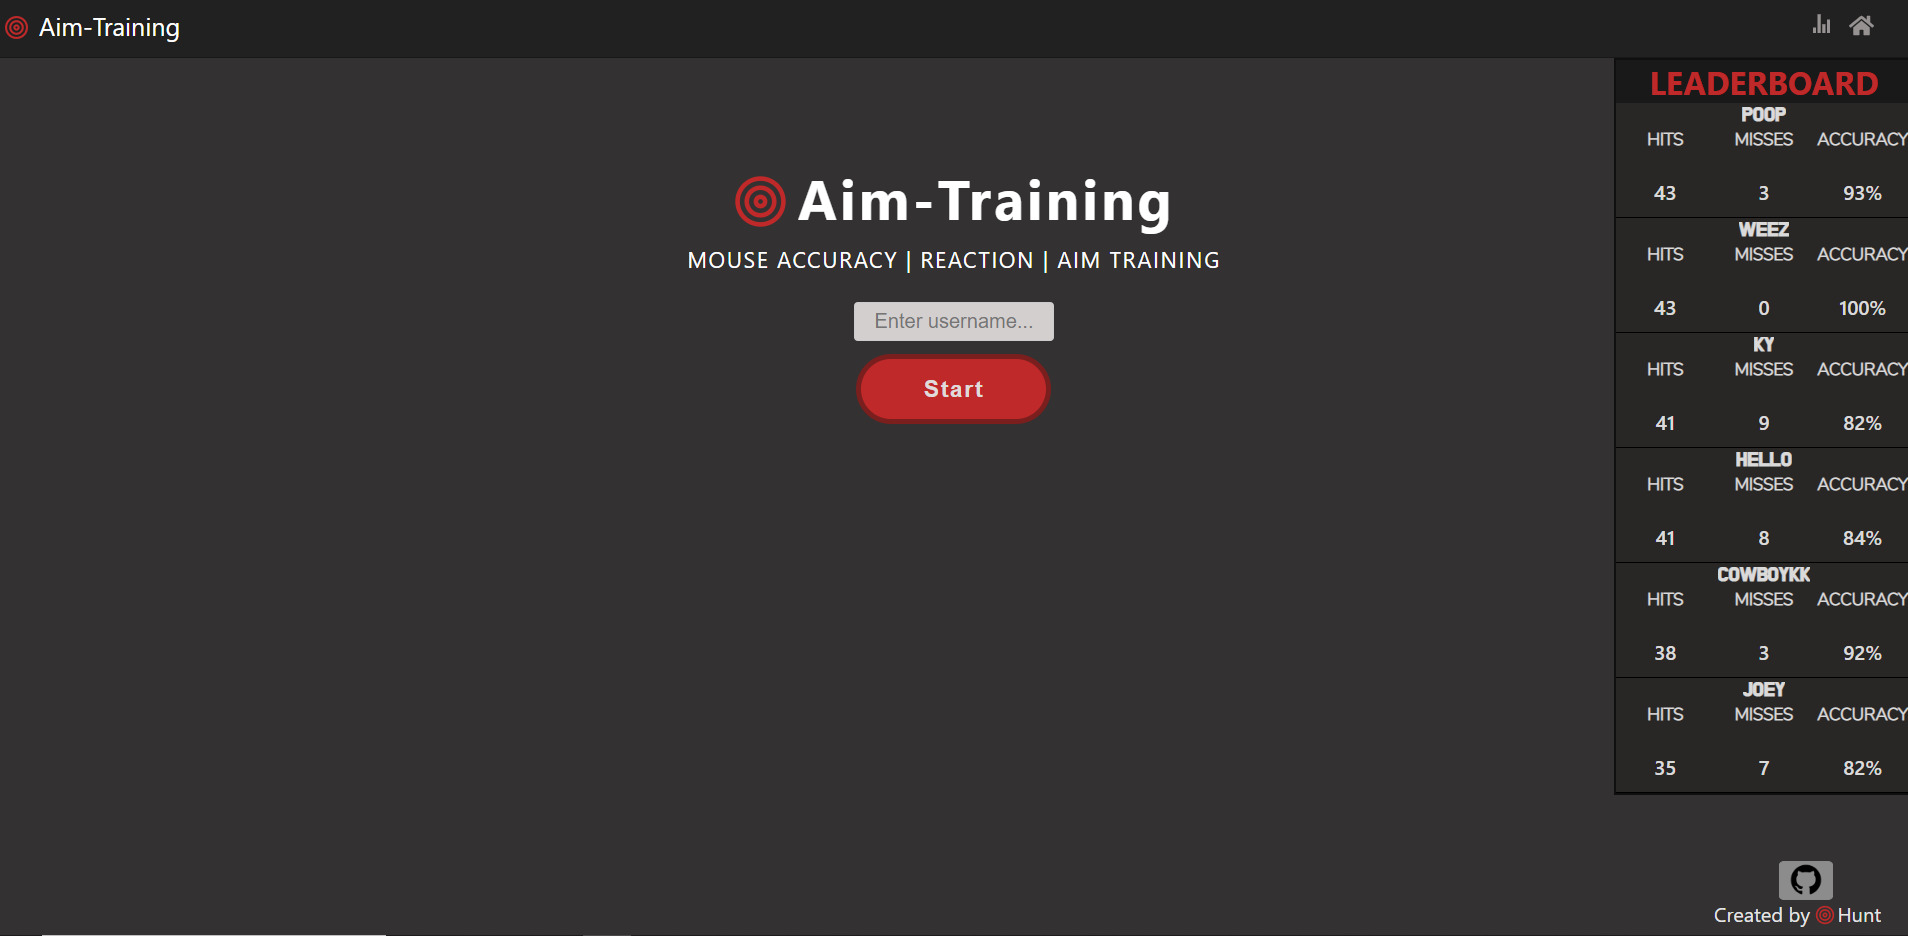 Aim-Training
LEADERBOARD
POOP
HITS MISSES ACCURACY
43 3 93%
WEEZ
HITS MISSES ACCURACY
43 0 100%
KY
HITS MISSES ACCURACY
41 9 82%
HELLO
HITS MISSES ACCURACY
41 8 84%
COWBOYKK
HITS MISSES ACCURACY
38 3 92%
JOEY
HITS MISSES ACCURACY
35 7 82%
Aim-Training
MOUSE ACCURACY | REACTION | AIM TRAINING
Enter username...
Start
Created by Hunt